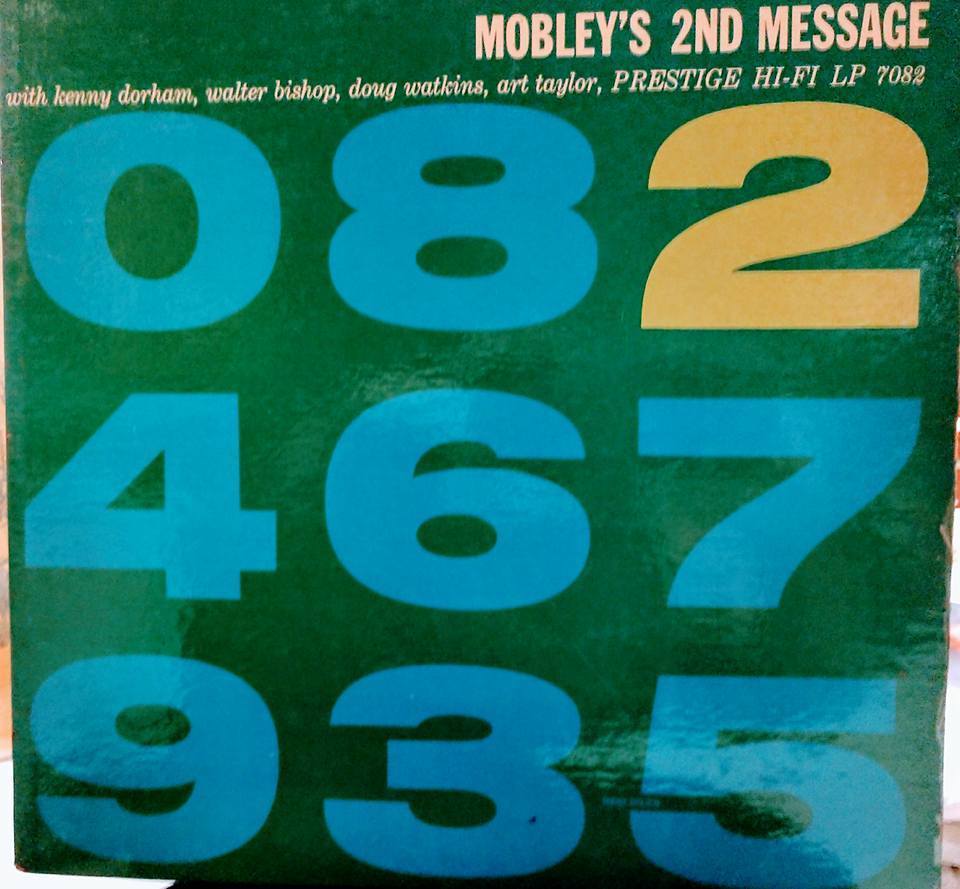 MOBLEY'S 2ND MESSAGE
with kenny dorham, walter bishop, doug watkins, art taylor, PRESTIGE HI-FI LP 7082
082
467
935